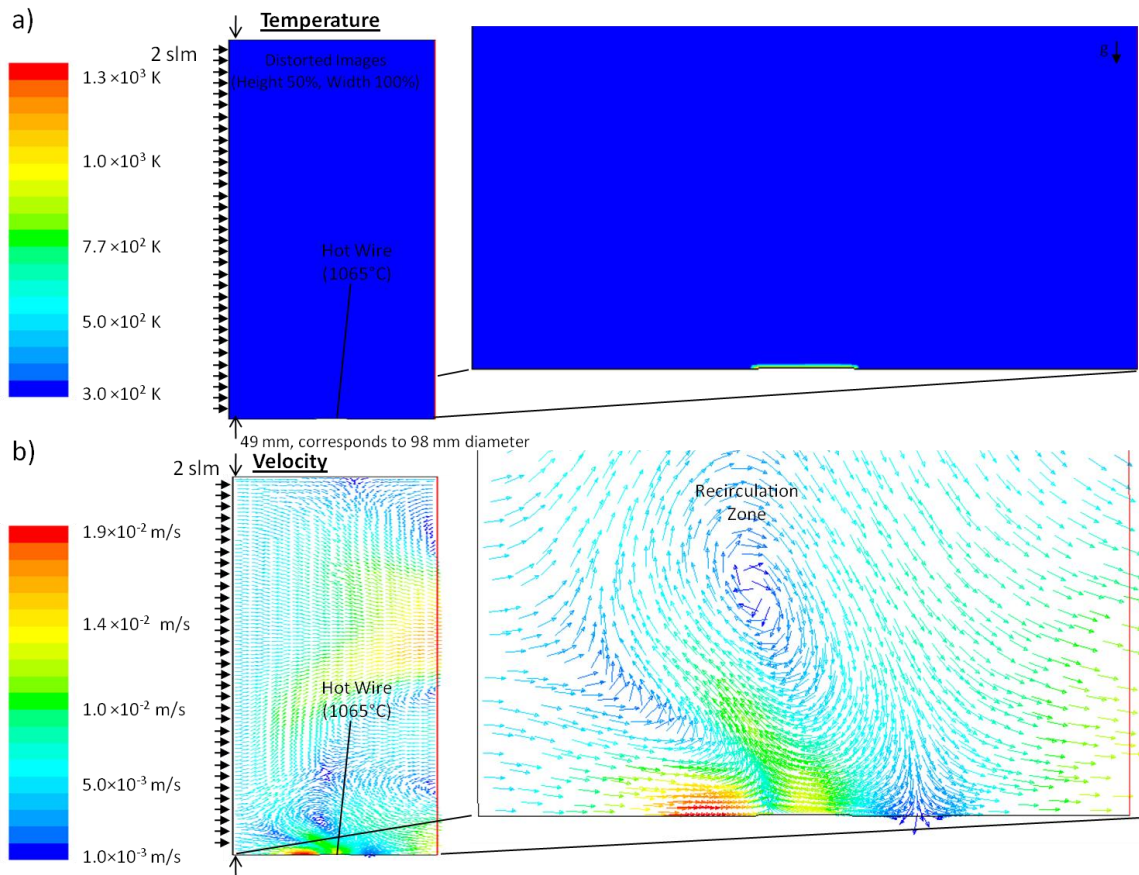 a)
Temperature
2 slm
Distorted images
(Height 50%, Width 100%)
g
1.3×10³ K
1.0×10³ K
7.7×10² K
5.0×10² K
3.0×10² K
Hot Wire
(1065°C)
49 mm, corresponds to 98 mm diameter
b)
Velocity
2 slm
Recirculation
Zone
1.9×10⁻² m/s
1.4×10⁻² m/s
1.0×10⁻² m/s
5.0×10⁻³ m/s
1.0×10⁻³ m/s
Hot Wire
(1065°C)